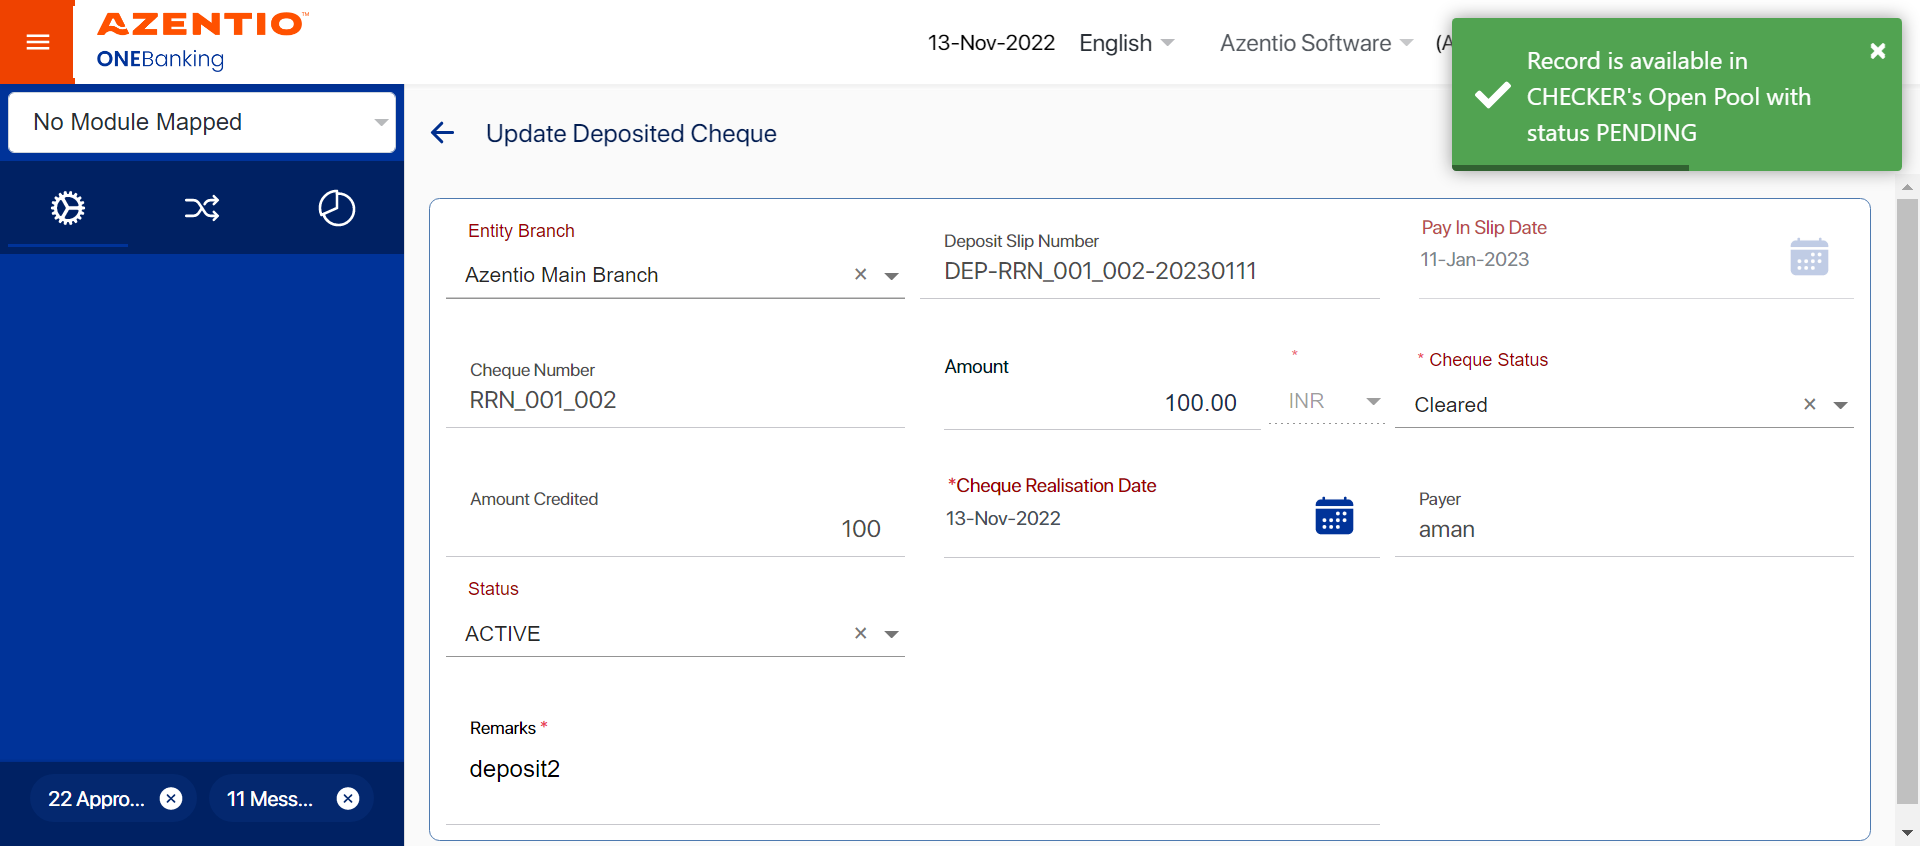 AZENTIO™
ONEBanking
13-Nov-2022
English
Azentio Software
(A
Record is available in
CHECKER's Open Pool with
status PENDING
No Module Mapped
Update Deposited Cheque
Entity Branch
Azentio Main Branch
Deposit Slip Number
DEP-RRN_001_002-20230111
Pay In Slip Date
11-Jan-2023
Cheque Number
RRN_001_002
Amount
100.00
*
INR
* Cheque Status
Cleared
Amount Credited
100
*Cheque Realisation Date
13-Nov-2022
Payer
aman
Status
ACTIVE
Remarks *
deposit2
22 Appro...
11 Mess...